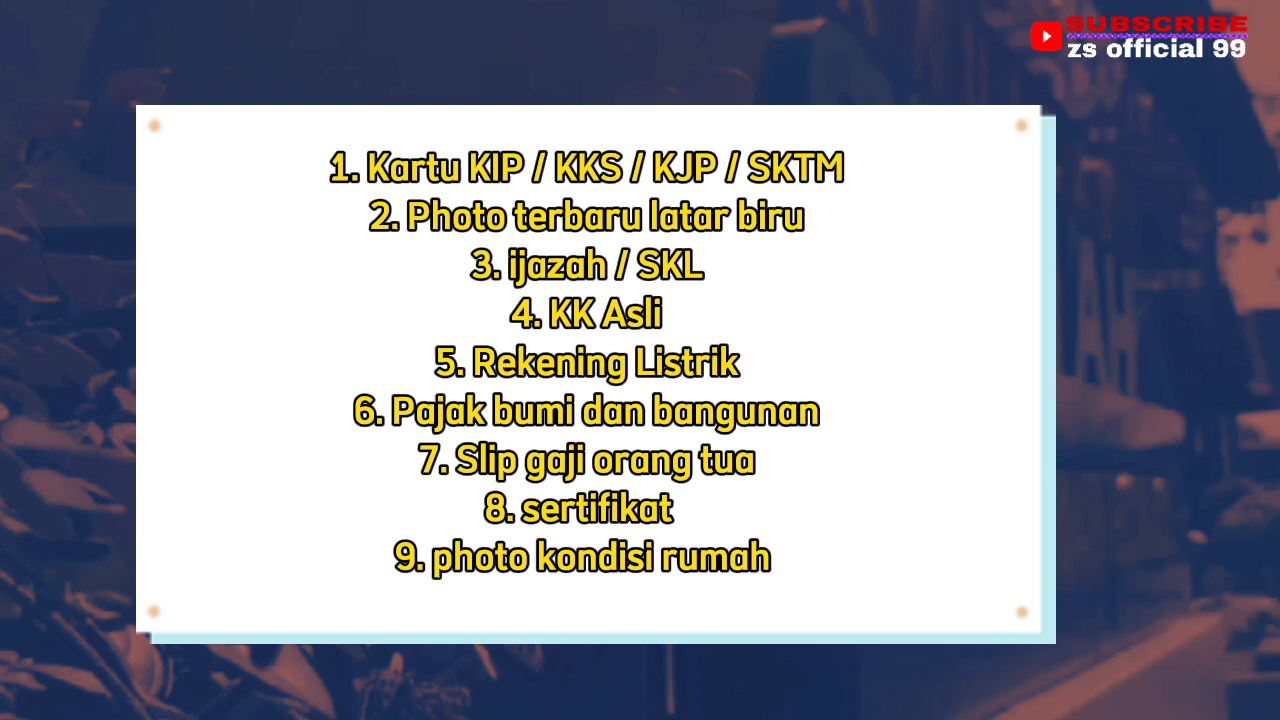 SUBSCRIBE
zs official 99
1. Kartu KIP / KKS / KJP / SKTM
2. Photo terbaru latar biru
3. ijazah / SKL
4. KK Asli
5. Rekening Listrik
6. Pajak bumi dan bangunan
7. Slip gaji orang tua
8. sertifikat
9. photo kondisi rumah